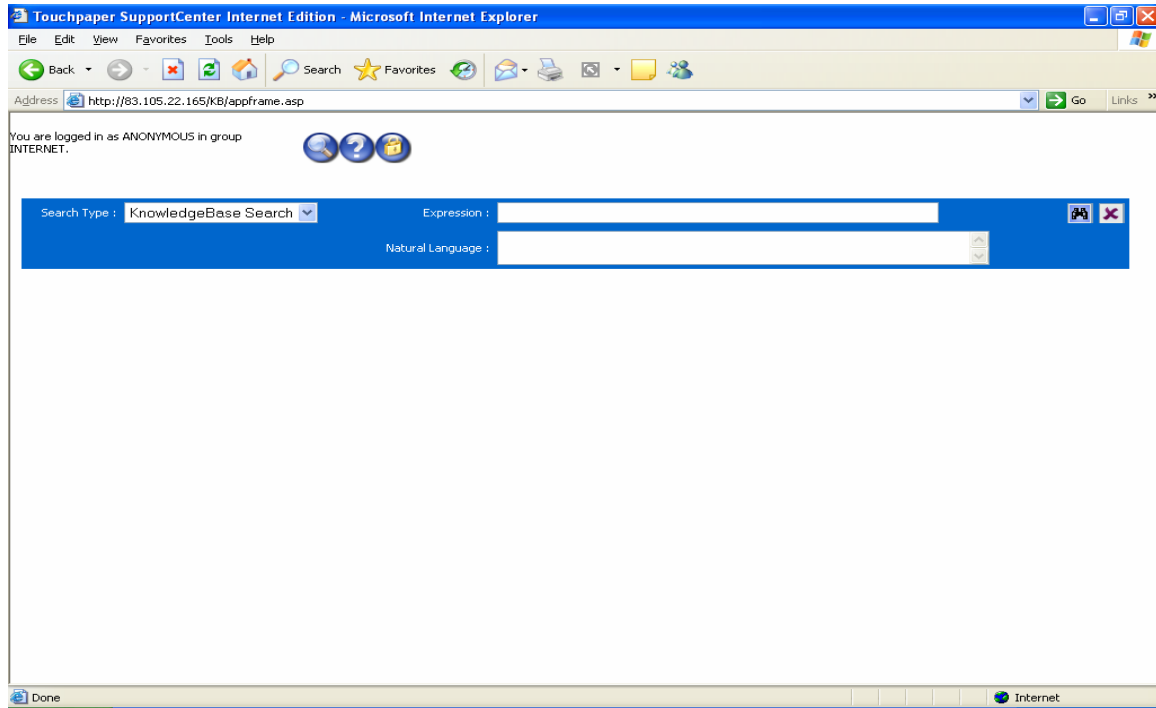 Touchpaper SupportCenter Internet Edition - Microsoft Internet Explorer
File Edit View Favorites Tools Help
Back Search Favorites
Address http://83.105.22.165/KB/appframe.asp Go Links »
You are logged in as ANONYMOUS in group
INTERNET.
Search Type : KnowledgeBase Search Expression :
Natural Language :
Done Internet